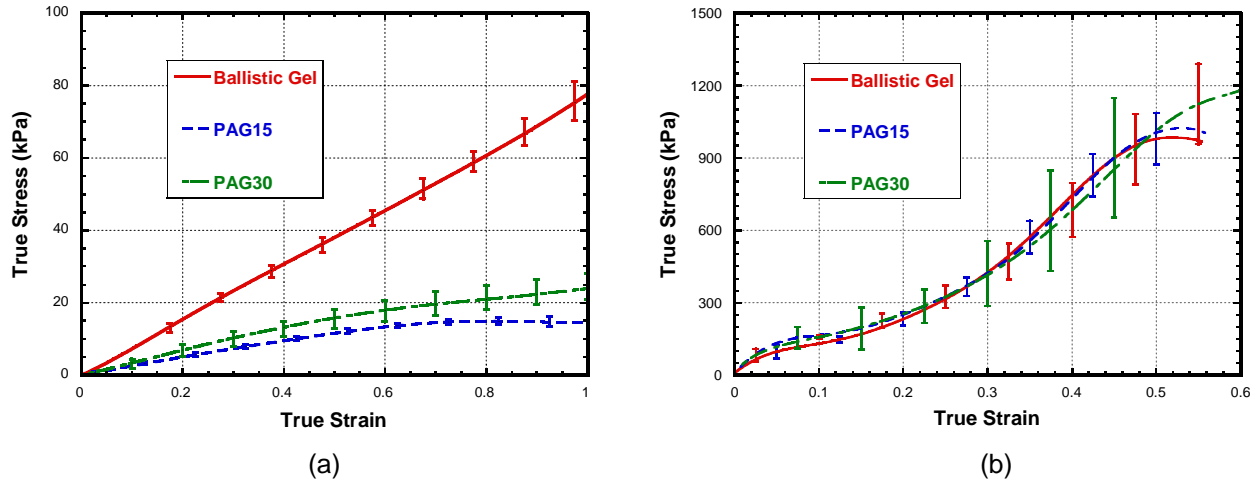 100
80
60
40
20
0
True Stress (kPa)
Ballistic Gel
PAG15
PAG30
0 0.2 0.4 0.6 0.8 1
True Strain
(a)
1500
1200
900
600
300
0
True Stress (kPa)
Ballistic Gel
PAG15
PAG30
0 0.1 0.2 0.3 0.4 0.5 0.6
True Strain
(b)